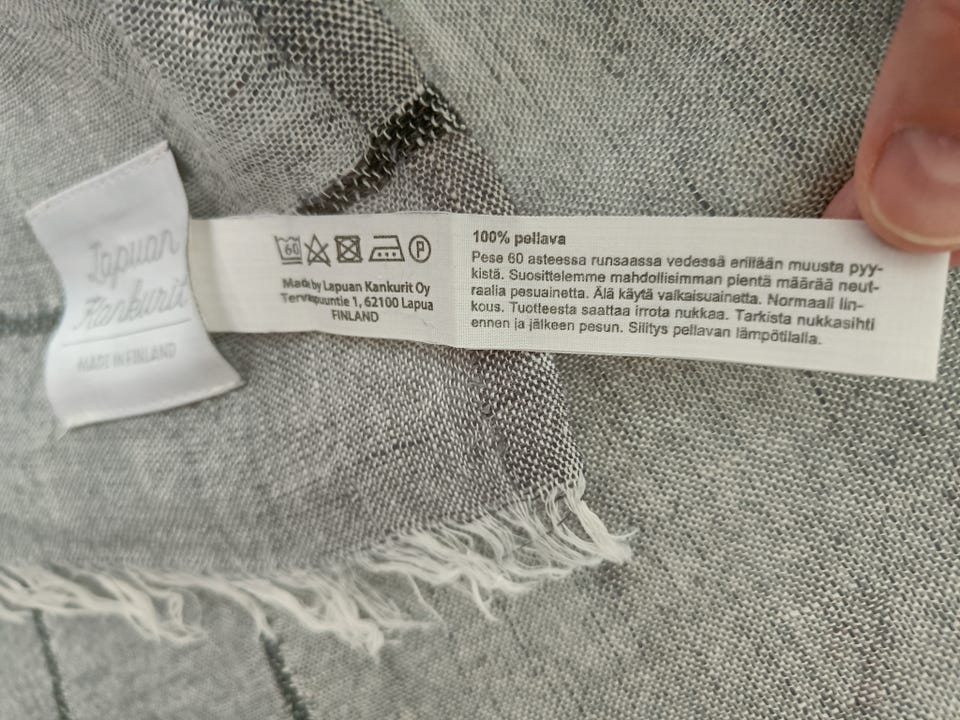 Lapuan
Kankurit
MADE IN FINLAND
60
P
Made by Lapuan Kankurit Oy
Tervapuuntie 1, 62100 Lapua
FINLAND
100% pellava
Pese 60 asteessa runsaassa vedessä erillään muusta pyy-
kistä. Suosittelemme mahdollisimman pientä määrää neut-
raalia pesuainetta. Älä käytä valkaisuainetta. Normaali lin-
kous. Tuotteesta saattaa irrota nukkaa. Tarkista nukkasihti
ennen ja jälkeen pesun. Silitys pellavan lämpötilalla.